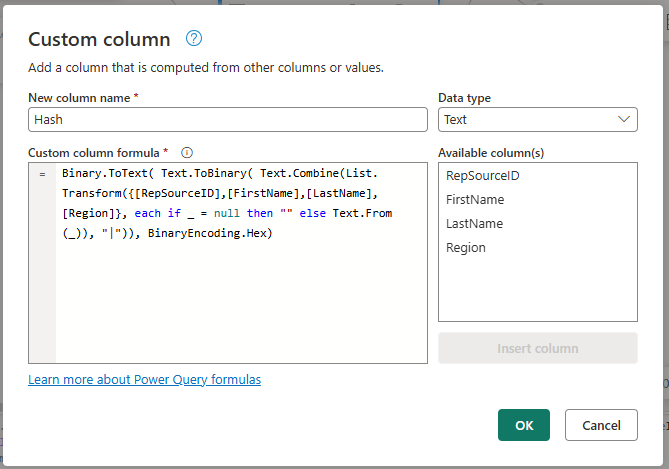 Custom column
Add a column that is computed from other columns or values.
New column name *
Data type
Hash
Text
Custom column formula *
Available column(s)
= Binary.ToText( Text.ToBinary( Text.Combine(List.
Transform({[RepSourceID],[FirstName],[LastName],
[Region]}, each if _ = null then "" else Text.From
(_)), "|")), BinaryEncoding.Hex)
RepSourceID
FirstName
LastName
Region
Insert column
Learn more about Power Query formulas
OK
Cancel